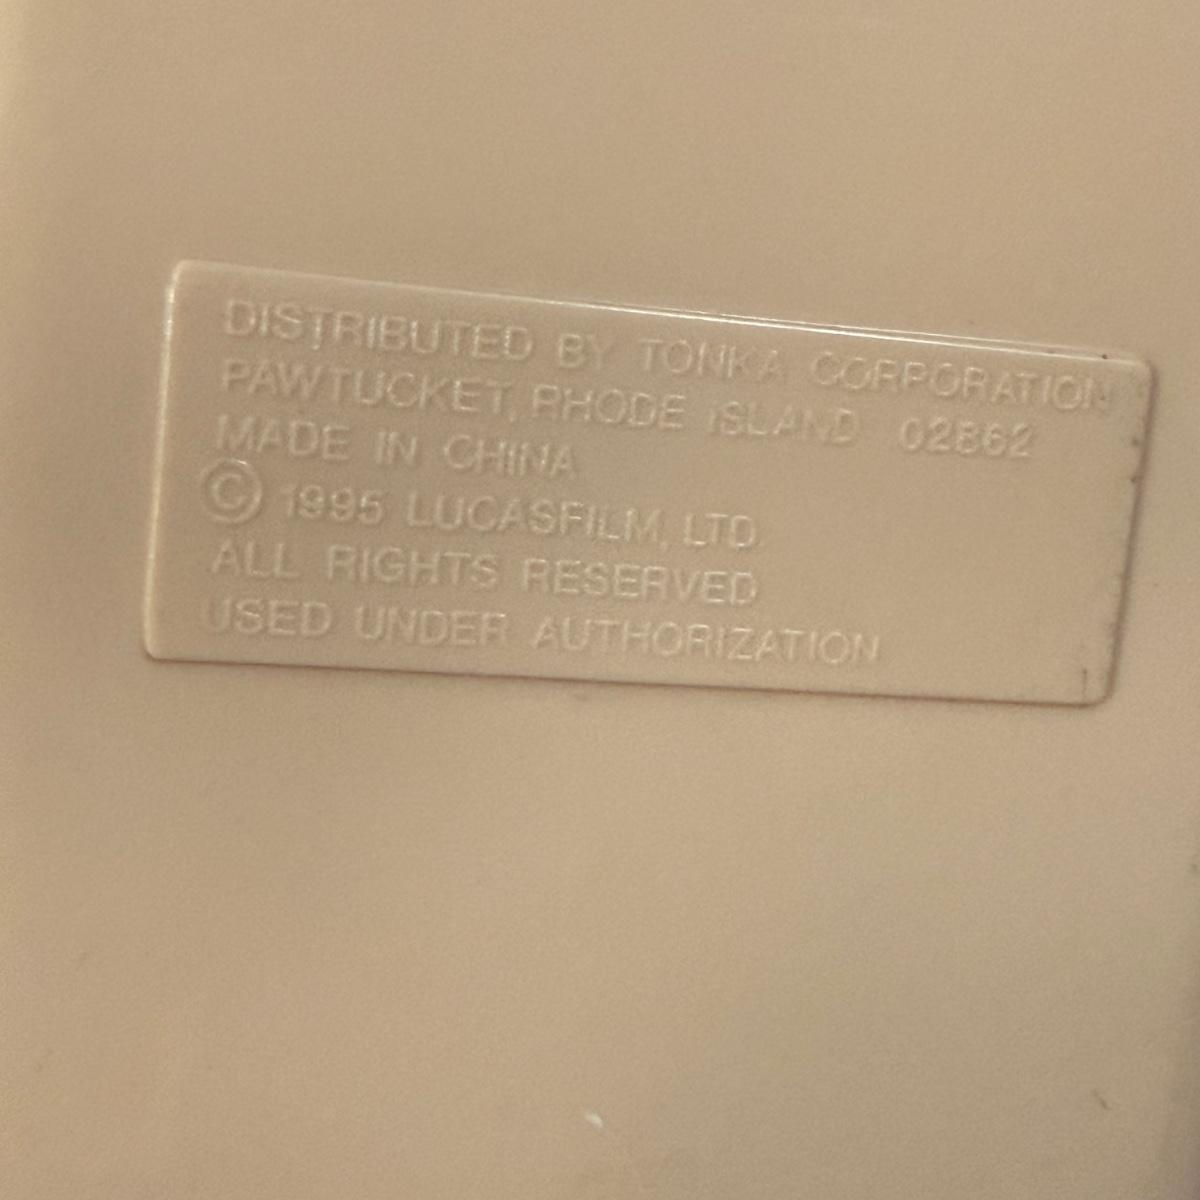 DISTRIBUTED BY TONKA CORPORATION
PAWTUCKET, RHODE ISLAND 02862
MADE IN CHINA
© 1995 LUCASFILM, LTD.
ALL RIGHTS RESERVED
USED UNDER AUTHORIZATION